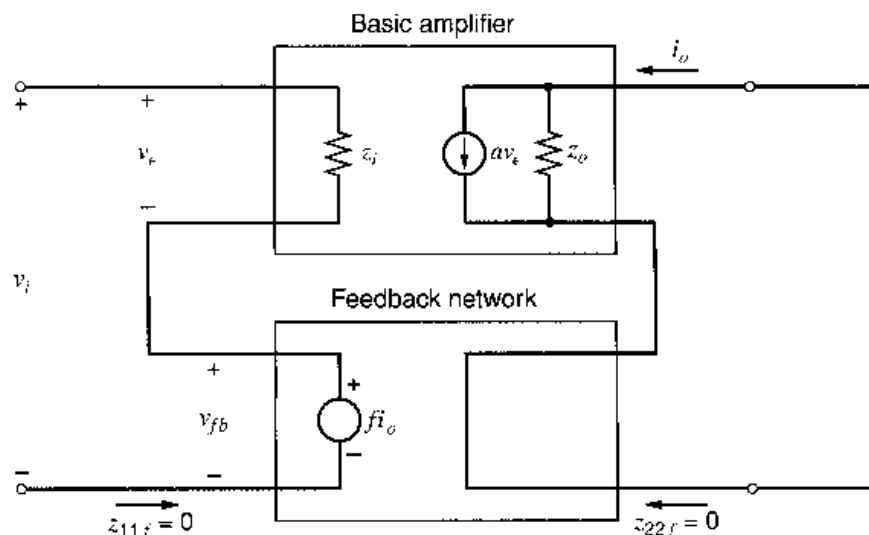 Basic amplifier
i_o
+
+
v_ε
z_i
av_ε
z_o
−
v_i
Feedback network
+
+
v_fb
fi_o
−
−
−
z_11f = 0
z_22f = 0